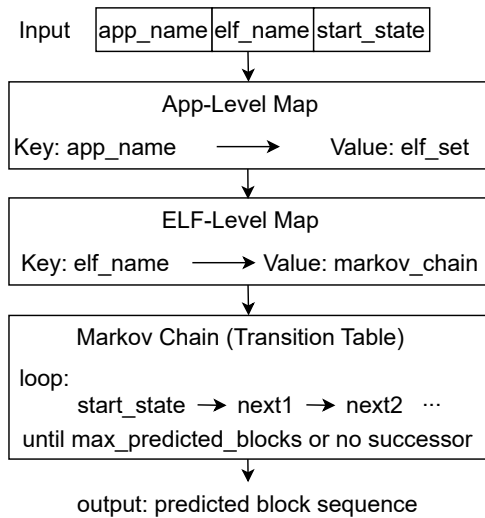 Input app_name elf_name start_state
App-Level Map
Key: app_name Value: elf_set
ELF-Level Map
Key: elf_name Value: markov_chain
Markov Chain (Transition Table)
loop:
start_state next1 next2 ...
until max_predicted_blocks or no successor
output: predicted block sequence